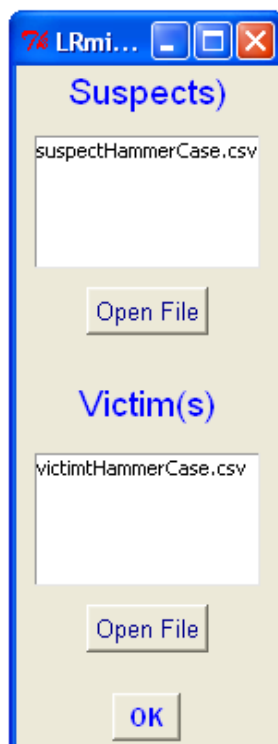 LRmi...
Suspects)
suspectHammerCase.csv
Open File
Victim(s)
victimtHammerCase.csv
Open File
OK